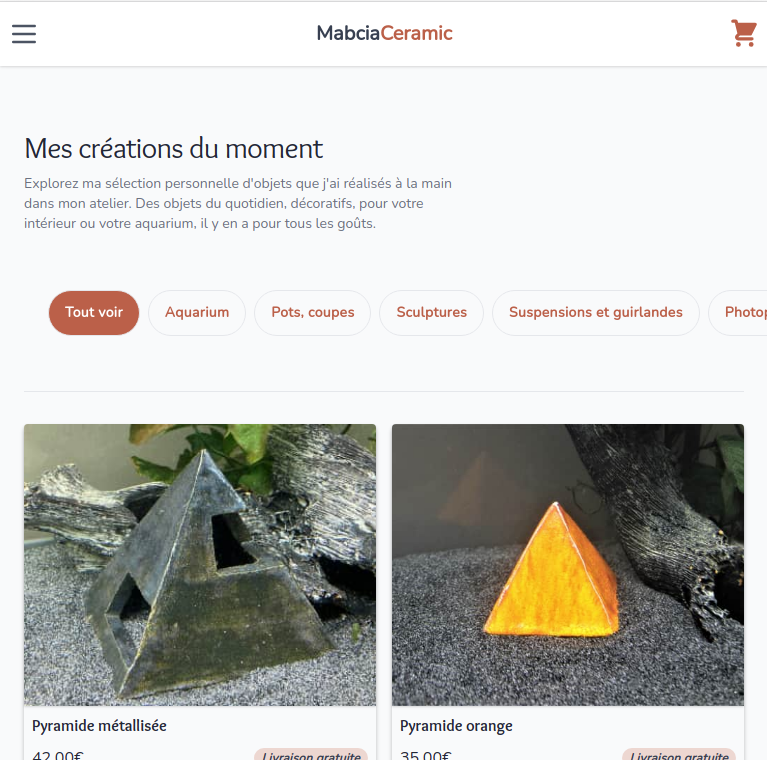 MabciaCeramic
Mes créations du moment
Explorez ma sélection personnelle d'objets que j'ai réalisés à la main
dans mon atelier. Des objets du quotidien, décoratifs, pour votre
intérieur ou votre aquarium, il y en a pour tous les goûts.
Tout voir Aquarium Pots, coupes Sculptures Suspensions et guirlandes
Pyramide métallisée Pyramide orange
42.00€ Livraison gratuite 35.00€ Livraison gratuite